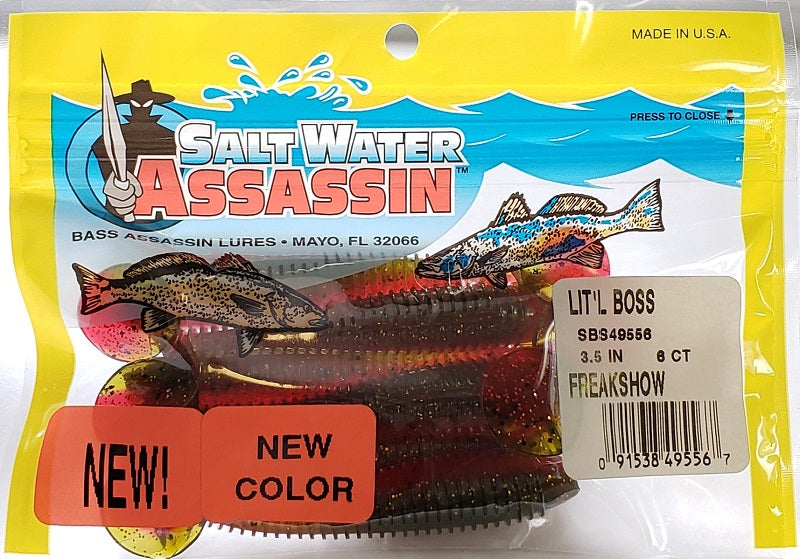 MADE IN U.S.A.
PRESS TO CLOSE
SALT WATER
ASSASSIN™
BASS ASSASSIN LURES • MAYO, FL 32066
LIT'L BOSS
SBS49556
3.5 IN 6 CT
FREAKSHOW
0 91538 49556 7
NEW!
NEW
COLOR